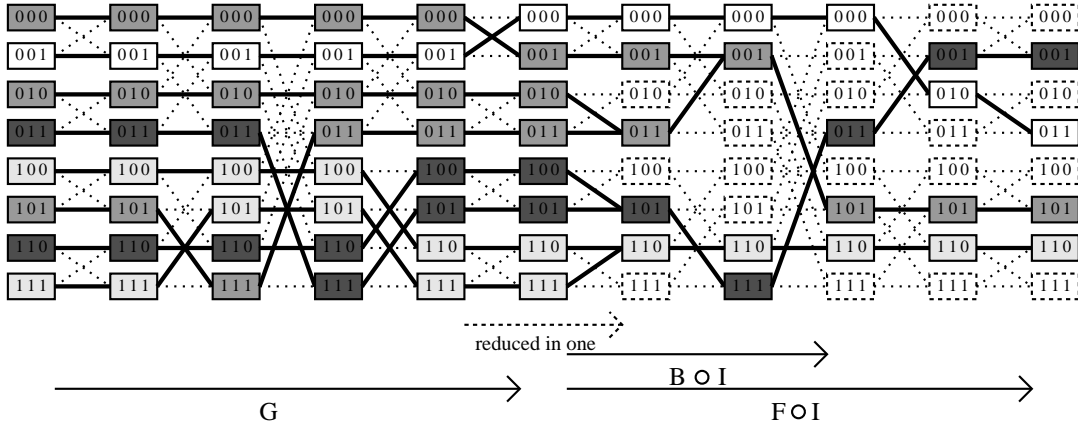 000 000 000 000 000 000 000 000 000 000 000
001 001 001 001 001 001 001 001 001 001 001
010 010 010 010 010 010 010 010 010 010 010
011 011 011 011 011 011 011 011 011 011 011
100 100 100 100 100 100 100 100 100 100 100
101 101 101 101 101 101 101 101 101 101 101
110 110 110 110 110 110 110 110 110 110 110
111 111 111 111 111 111 111 111 111 111 111
reduced in one
B o I
G
F o I